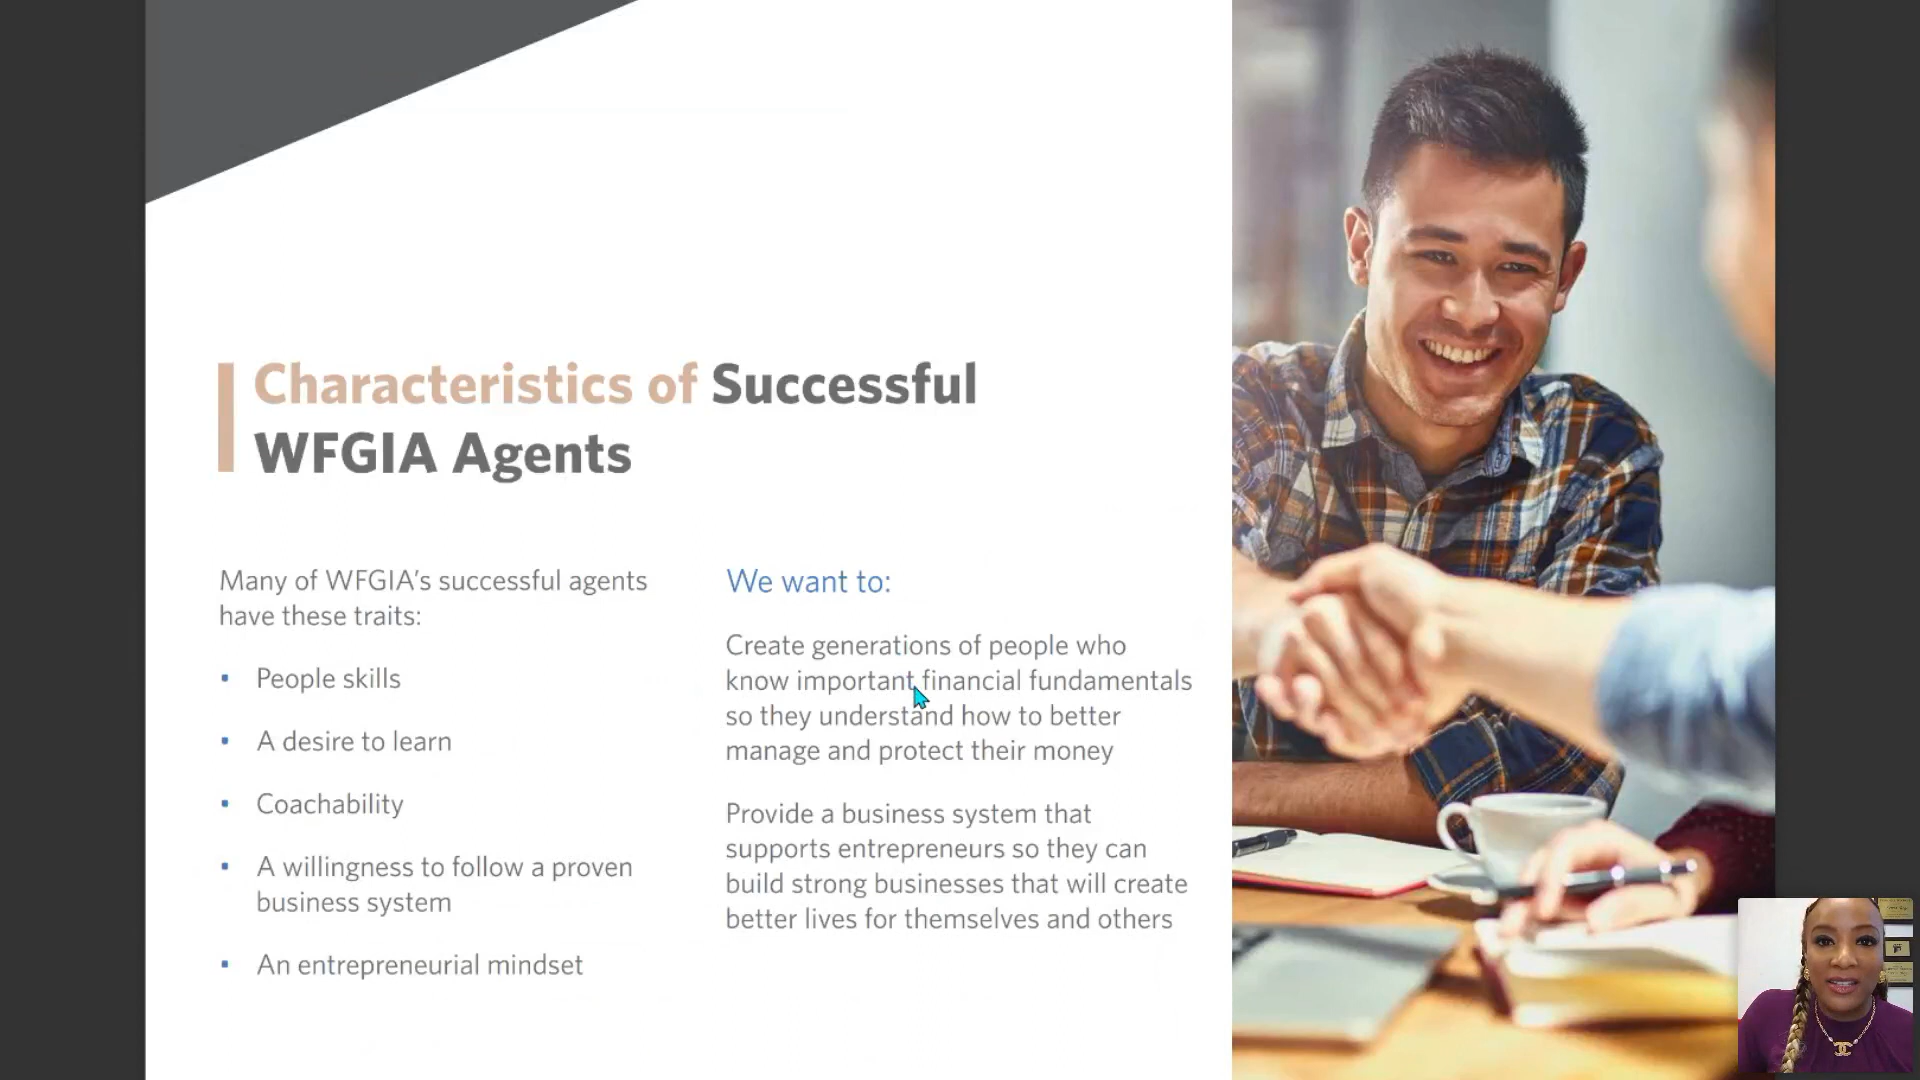 Characteristics of Successful
WFGIA Agents
Many of WFGIA's successful agents
have these traits:
• People skills
• A desire to learn
• Coachability
• A willingness to follow a proven
business system
• An entrepreneurial mindset
We want to:
Create generations of people who
know important financial fundamentals
so they understand how to better
manage and protect their money
Provide a business system that
supports entrepreneurs so they can
build strong businesses that will create
better lives for themselves and others